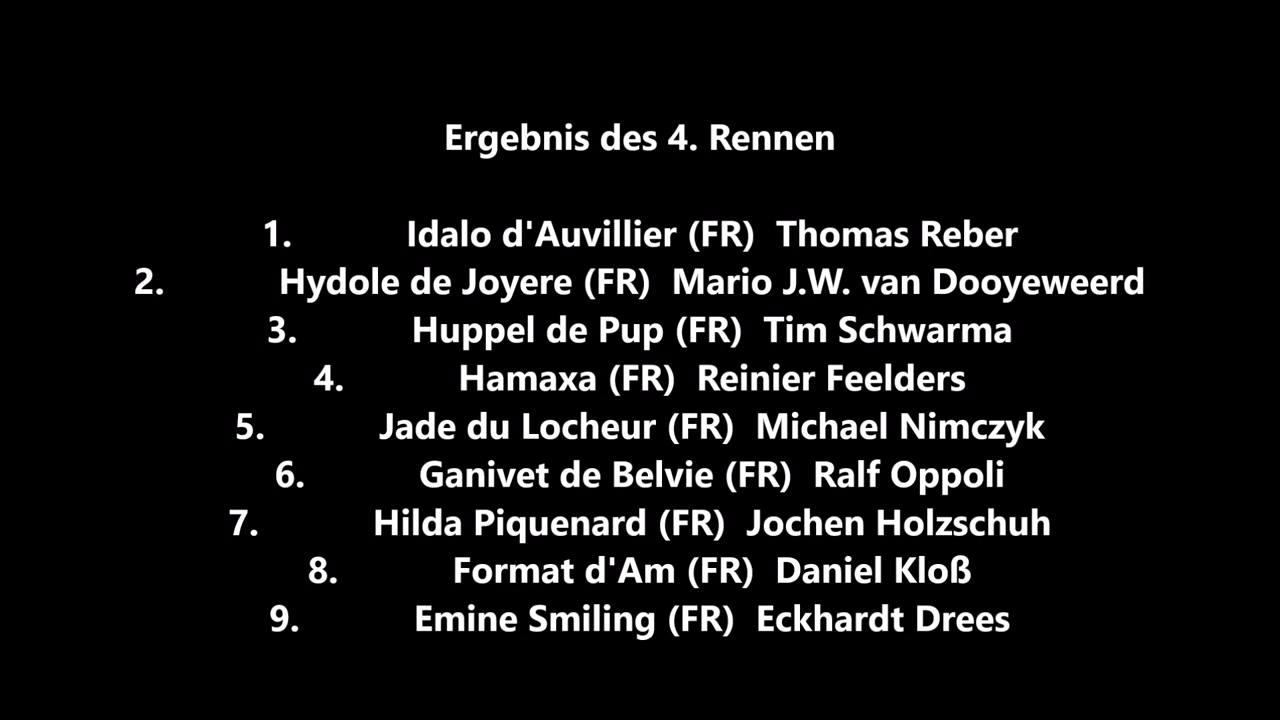 Ergebnis des 4. Rennen
1. Idalo d'Auvillier (FR) Thomas Reber
2. Hydole de Joyere (FR) Mario J.W. van Dooyeweerd
3. Huppel de Pup (FR) Tim Schwarma
4. Hamaxa (FR) Reinier Feelders
5. Jade du Locheur (FR) Michael Nimczyk
6. Ganivet de Belvie (FR) Ralf Oppoli
7. Hilda Piquenard (FR) Jochen Holzschuh
8. Format d'Am (FR) Daniel Kloß
9. Emine Smiling (FR) Eckhardt Drees